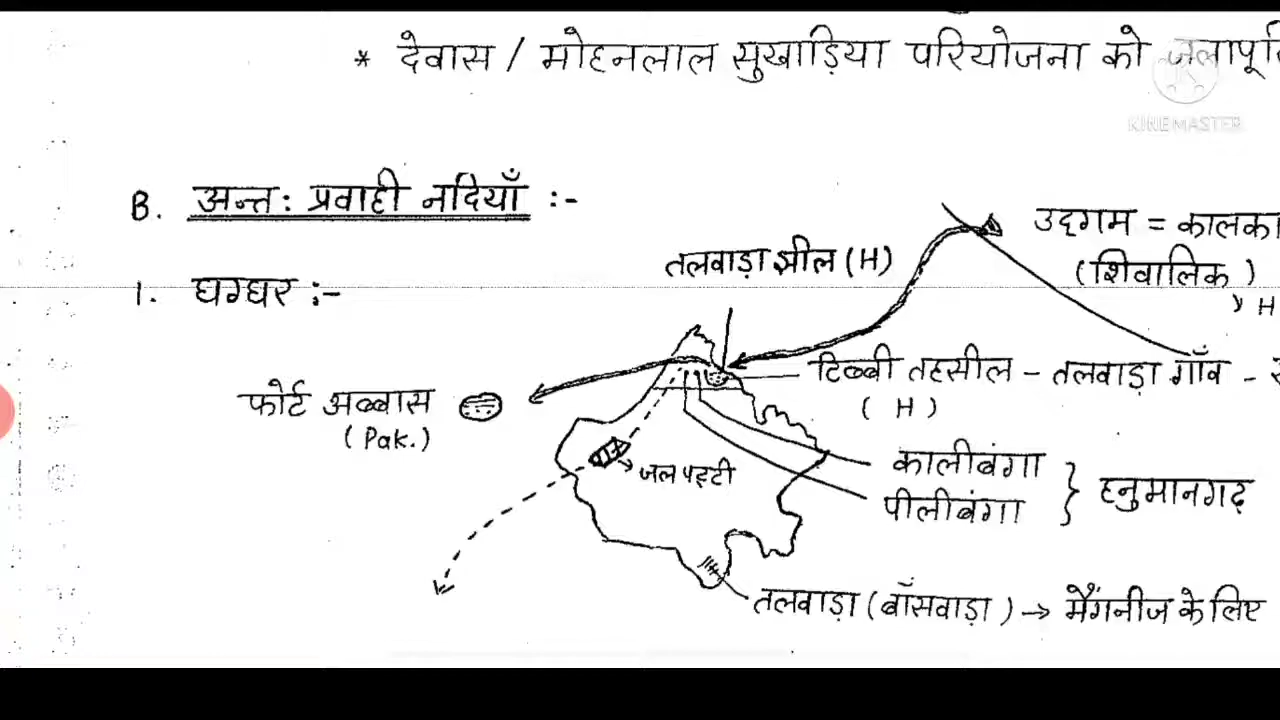 * देवास / मोहनलाल सुखाड़िया परियोजना को
KINEMASTER
B. अन्तः प्रवाही नदियाँ :-
उद्गम = कालका
तलवाड़ा झील (H)
(शिवालिक)
H
1. घग्घर :-
टिब्बी तहसील - तलवाड़ा गाँव -
(H)
फोर्ट अब्बास
(Pak.)
कालीबंगा
जल पट्टी
पीलीबंगा
हनुमानगढ़
तलवाड़ा (बाँसवाड़ा) → मैंगनीज के लिए